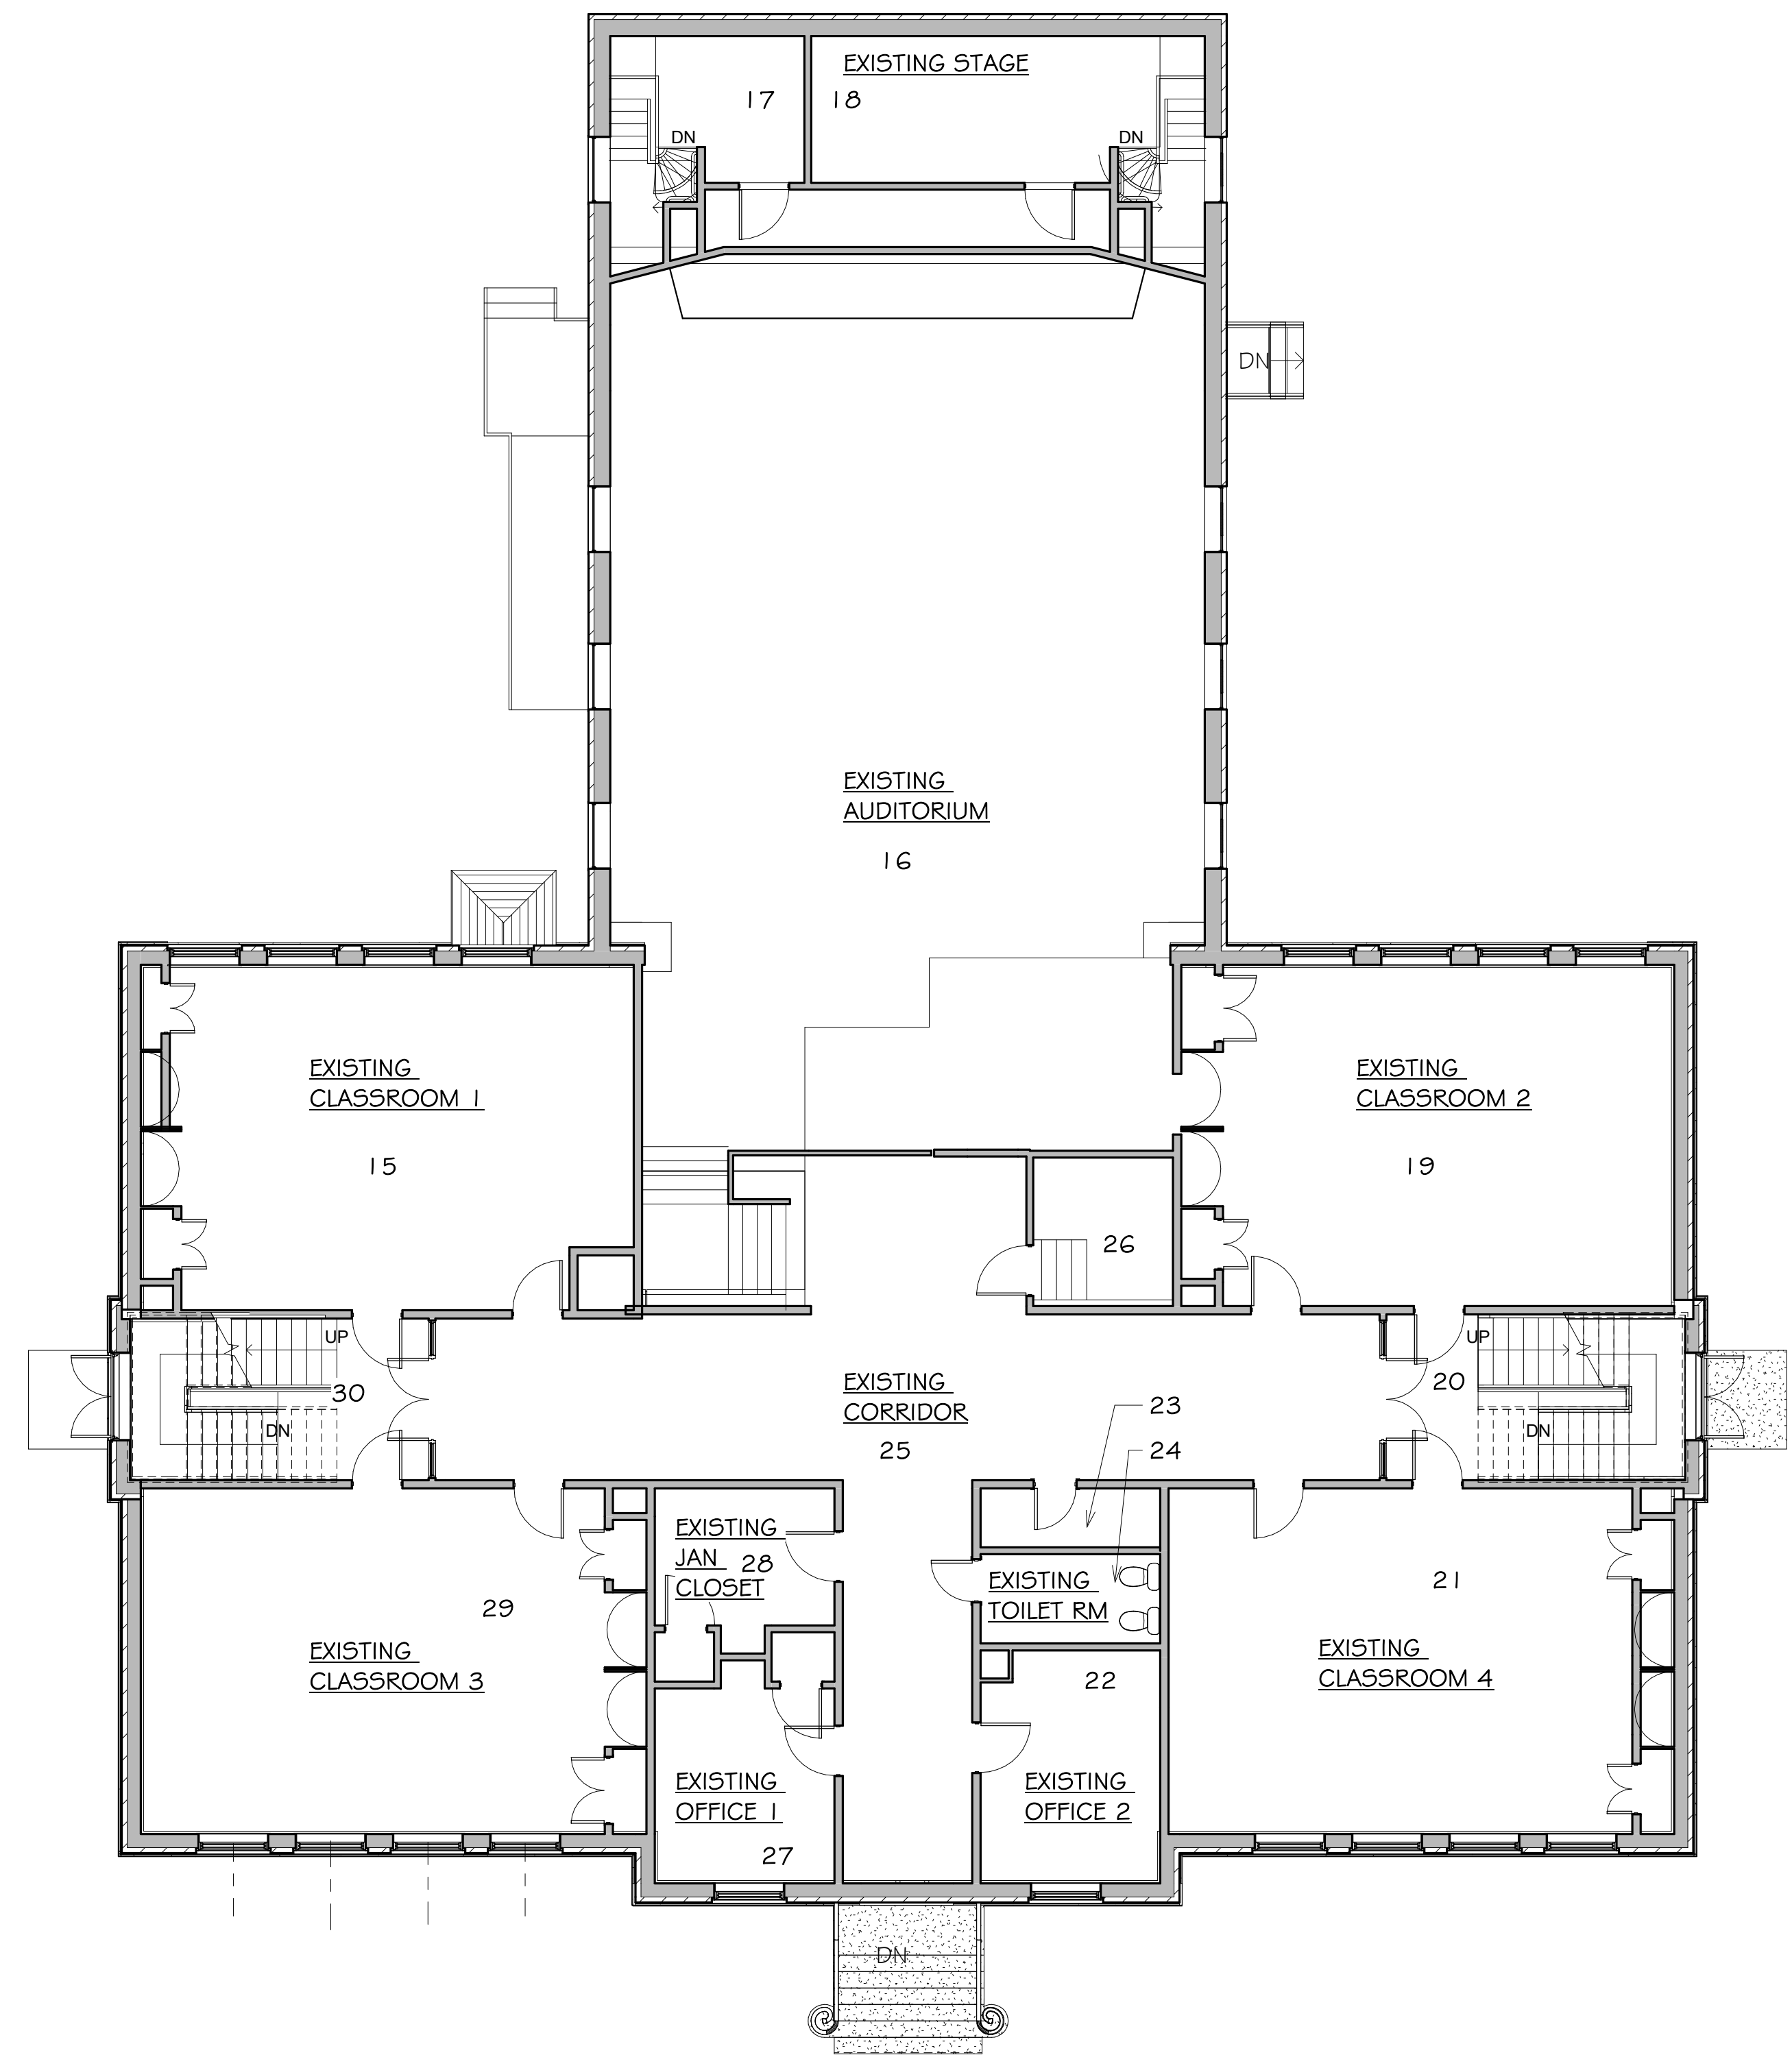 EXISTING STAGE
17
18
DN
DN
DN
EXISTING
AUDITORIUM
16
EXISTING
CLASSROOM 1
15
EXISTING
CLASSROOM 2
19
26
UP
30
DN
EXISTING
CORRIDOR
25
23
24
UP
20
DN
EXISTING
JAN 28
CLOSET
EXISTING
TOILET RM
29
EXISTING
CLASSROOM 3
21
EXISTING
CLASSROOM 4
22
EXISTING
OFFICE 1
27
EXISTING
OFFICE 2
DN